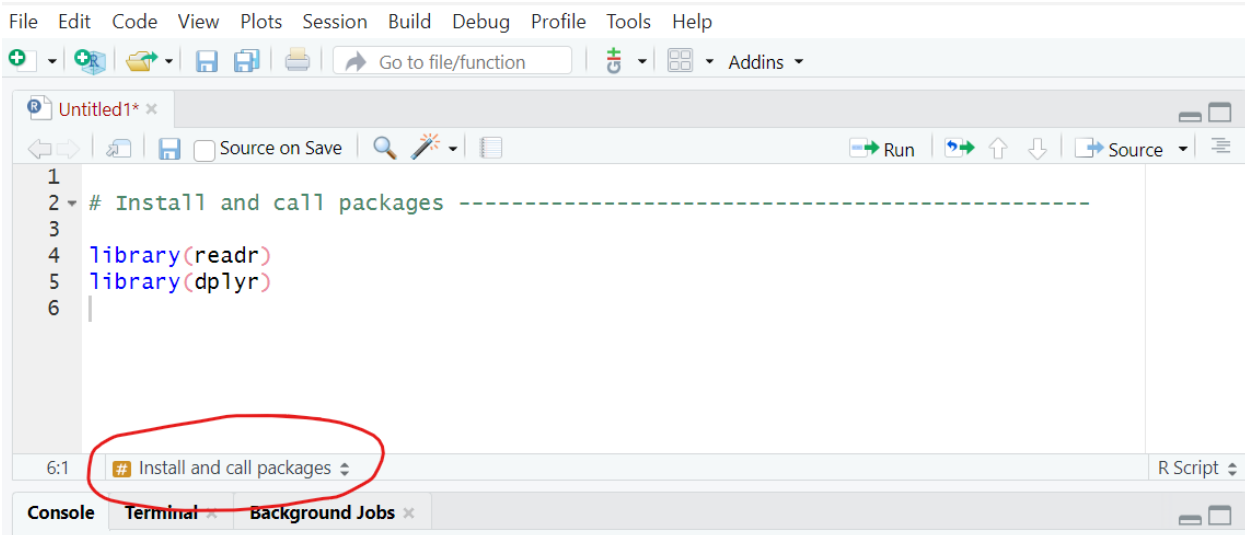 File Edit Code View Plots Session Build Debug Profile Tools Help
Go to file/function Addins
Untitled1*
Source on Save Run Source
1
2 # Install and call packages ------------------------------------------------
3
4 library(readr)
5 library(dplyr)
6
6:1 # Install and call packages R Script
Console Terminal Background Jobs